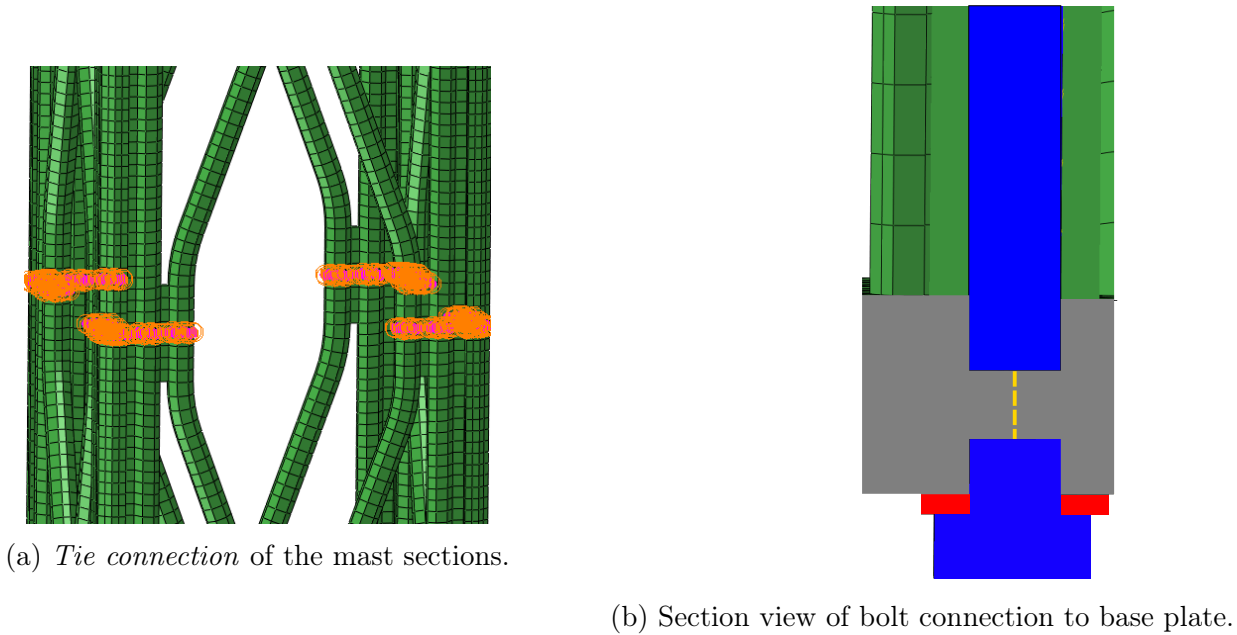 (a) Tie connection of the mast sections.
(b) Section view of bolt connection to base plate.